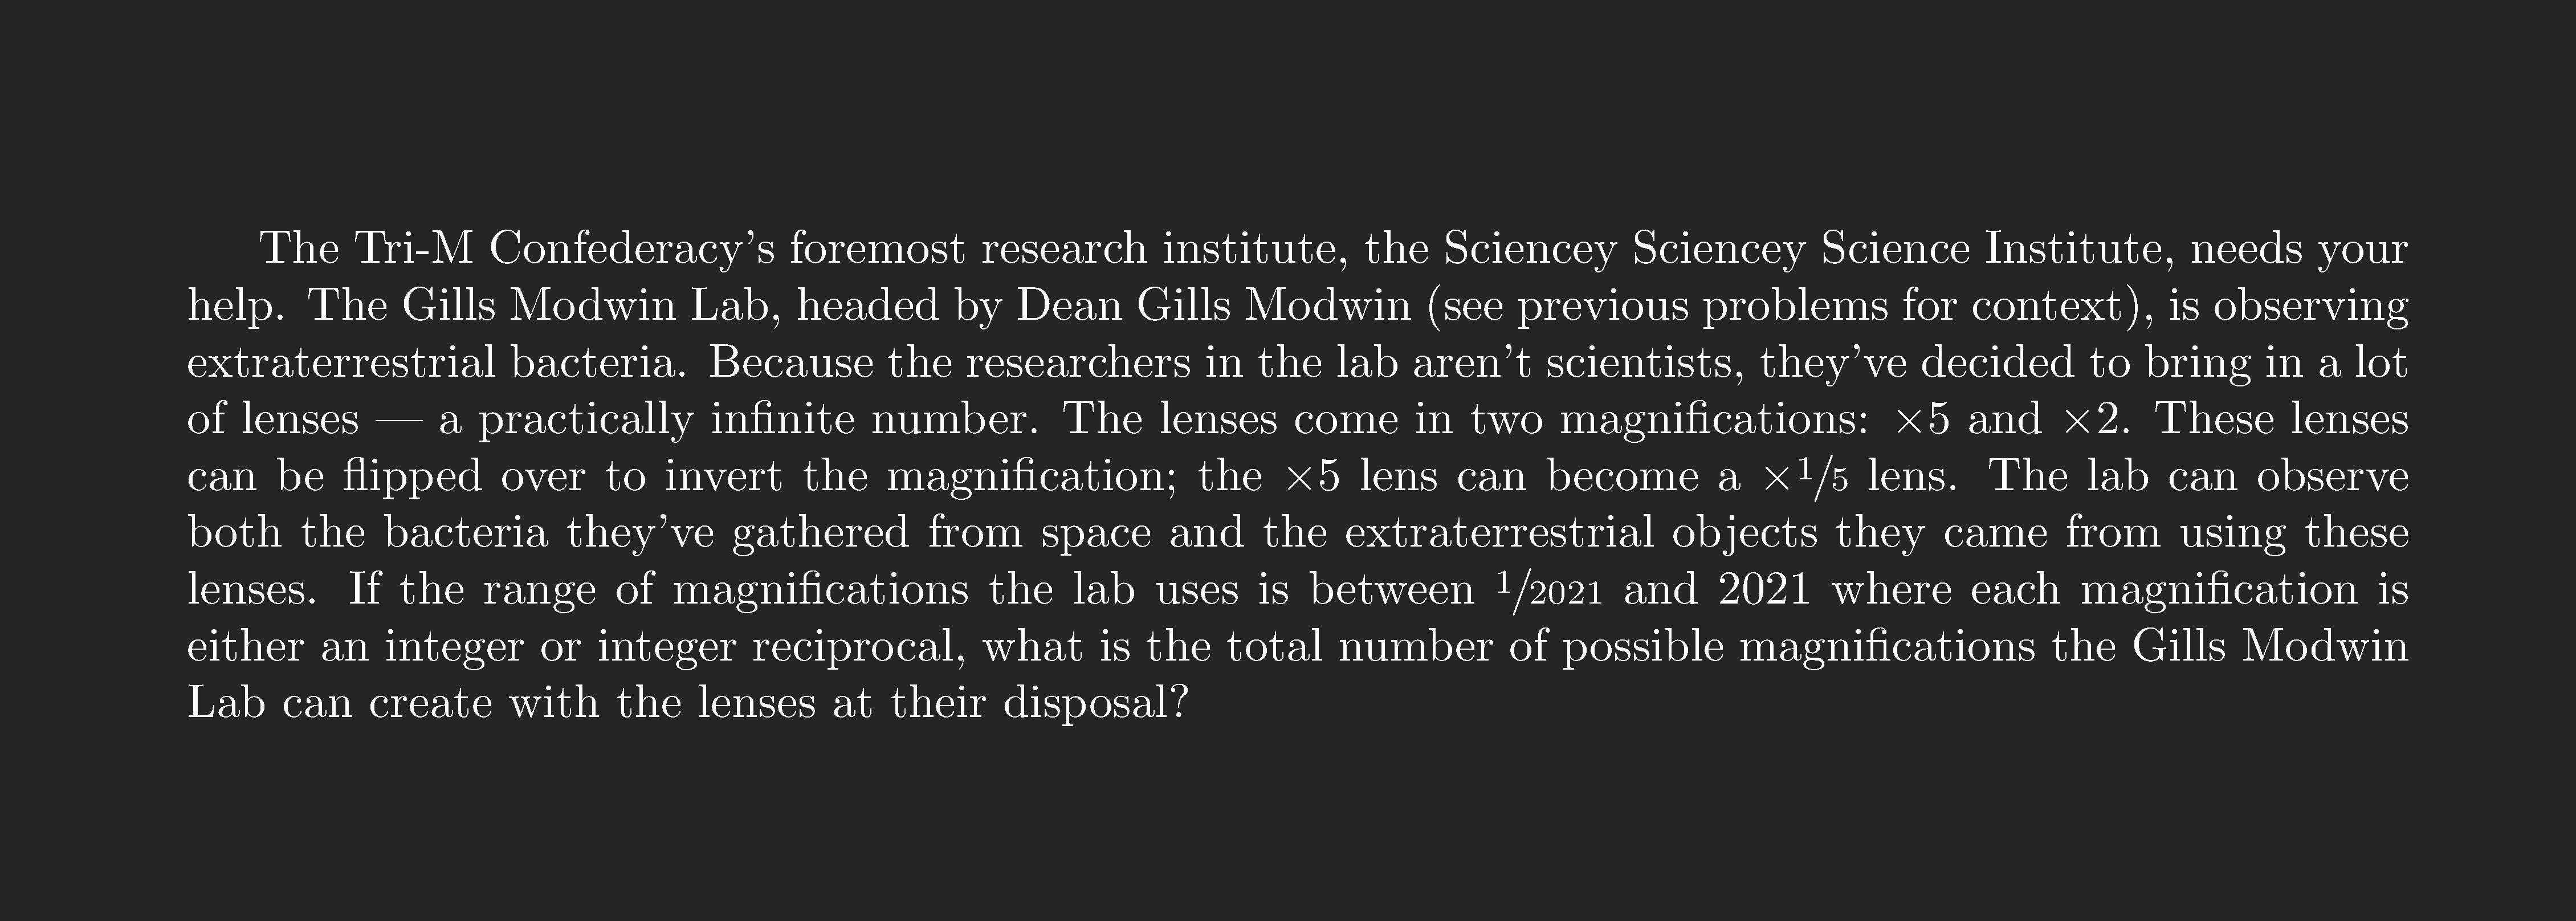 The Tri-M Confederacy's foremost research institute, the Sciencey Sciencey Science Institute, needs your
help. The Gills Modwin Lab, headed by Dean Gills Modwin (see previous problems for context), is observing
extraterrestrial bacteria. Because the researchers in the lab aren't scientists, they've decided to bring in a lot
of lenses — a practically infinite number. The lenses come in two magnifications: ×5 and ×2. These lenses
can be flipped over to invert the magnification; the ×5 lens can become a ×1/5 lens. The lab can observe
both the bacteria they've gathered from space and the extraterrestrial objects they came from using these
lenses. If the range of magnifications the lab uses is between 1/2021 and 2021 where each magnification is
either an integer or integer reciprocal, what is the total number of possible magnifications the Gills Modwin
Lab can create with the lenses at their disposal?